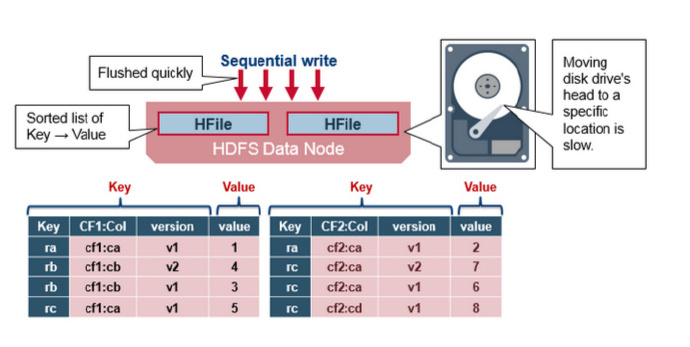 Sequential write
Flushed quickly
Moving
disk drive's
head to a
specific
location is
slow.
Sorted list of
Key → Value
HFile HFile
HDFS Data Node
Key Value Key Value
Key CF1:Col version value Key CF2:Col version value
ra cf1:ca v1 1 ra cf2:ca v1 2
rb cf1:cb v2 4 rc cf2:ca v2 7
rb cf1:cb v1 3 rc cf2:ca v1 6
rc cf1:ca v1 5 rc cf2:cd v1 8